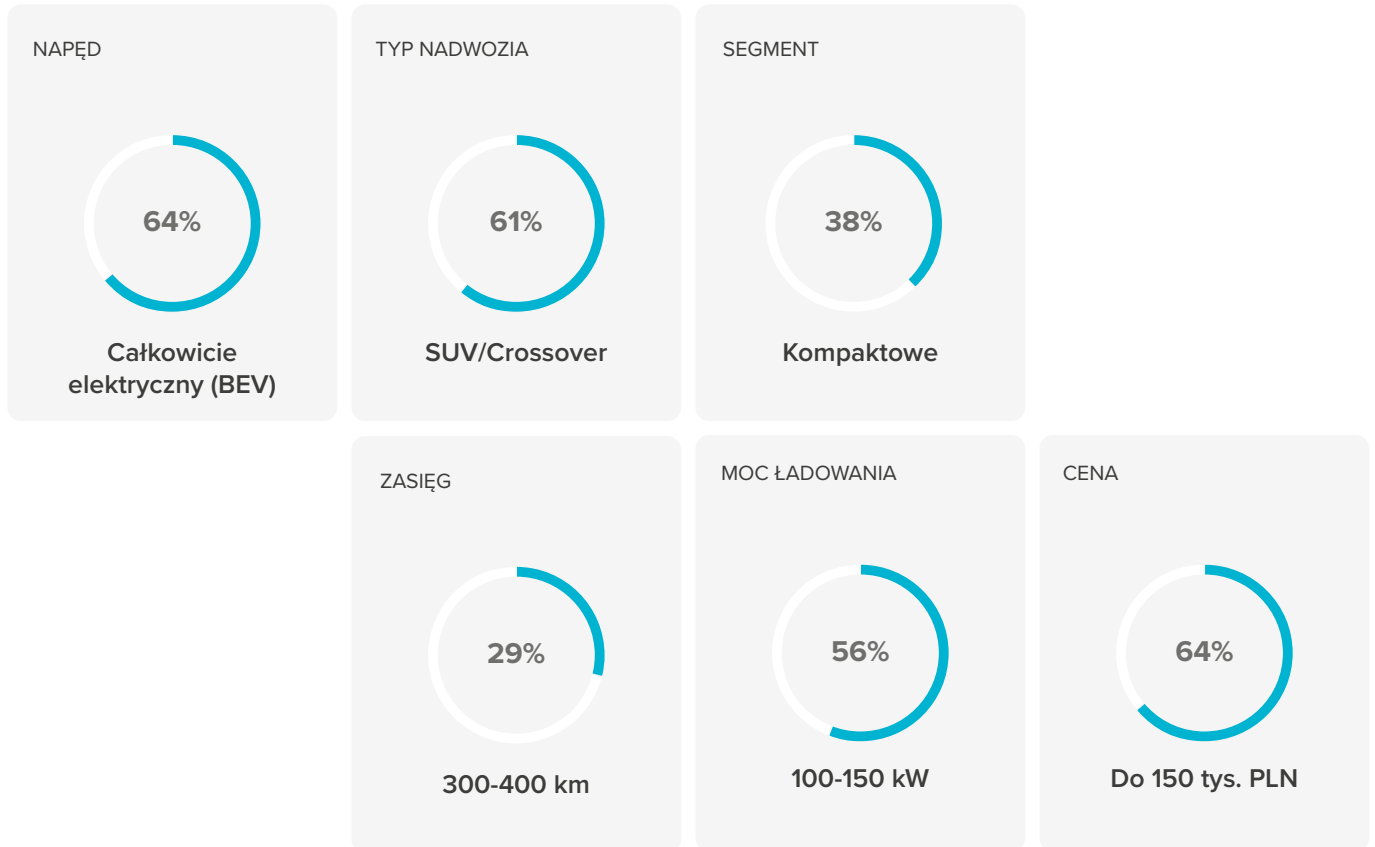 NAPĘD
64%
Całkowicie
elektryczny (BEV)
TYP NADWOZIA
61%
SUV/Crossover
SEGMENT
38%
Kompaktowe
ZASIĘG
29%
300-400 km
MOC ŁADOWANIA
56%
100-150 kW
CENA
64%
Do 150 tys. PLN